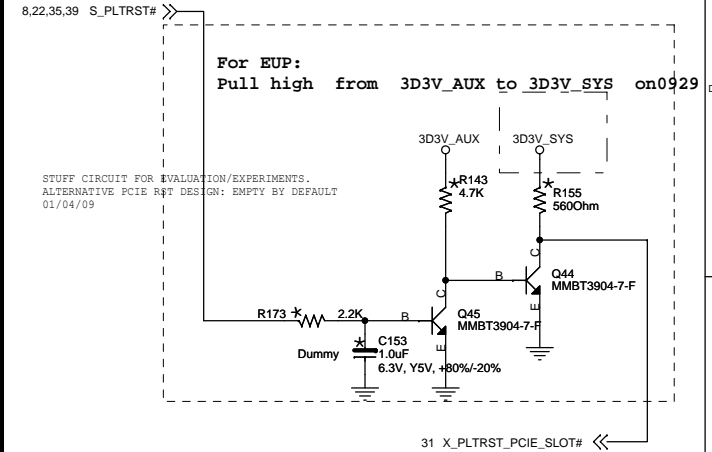 8,22,35,39 S_PLTRST#
For EUP:
Pull high from 3D3V_AUX to 3D3V_SYS on0929
D
3D3V_AUX
3D3V_SYS
STUFF CIRCUIT FOR EVALUATION/EXPERIMENTS.
ALTERNATIVE PCIE RST DESIGN: EMPTY BY DEFAULT
01/04/09
*R143
4.7K
*
R155
560Ohm
C
B
Q44
MMBT3904-7-F
E
C
R173 *
2.2K
B
Q45
MMBT3904-7-F
E
Dummy
*
C153
1.0uF
6.3V, Y5V, +80%/-20%
31 X_PLTRST_PCIE_SLOT#